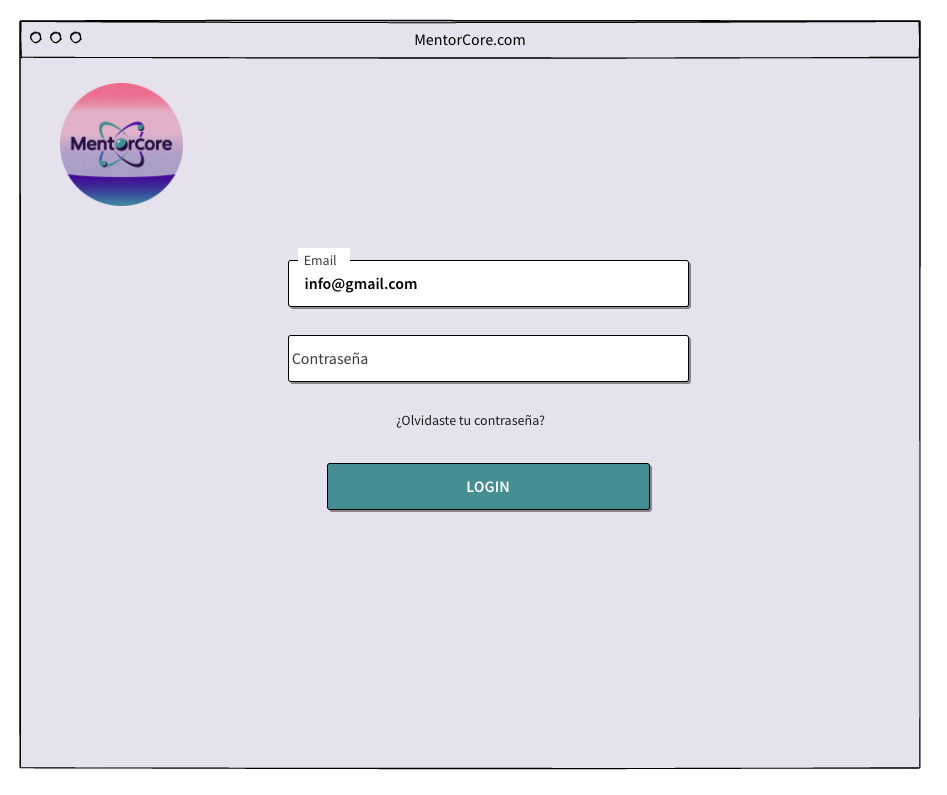 MentorCore.com
MentorCore
Email
info@gmail.com
Contraseña
¿Olvidaste tu contraseña?
LOGIN